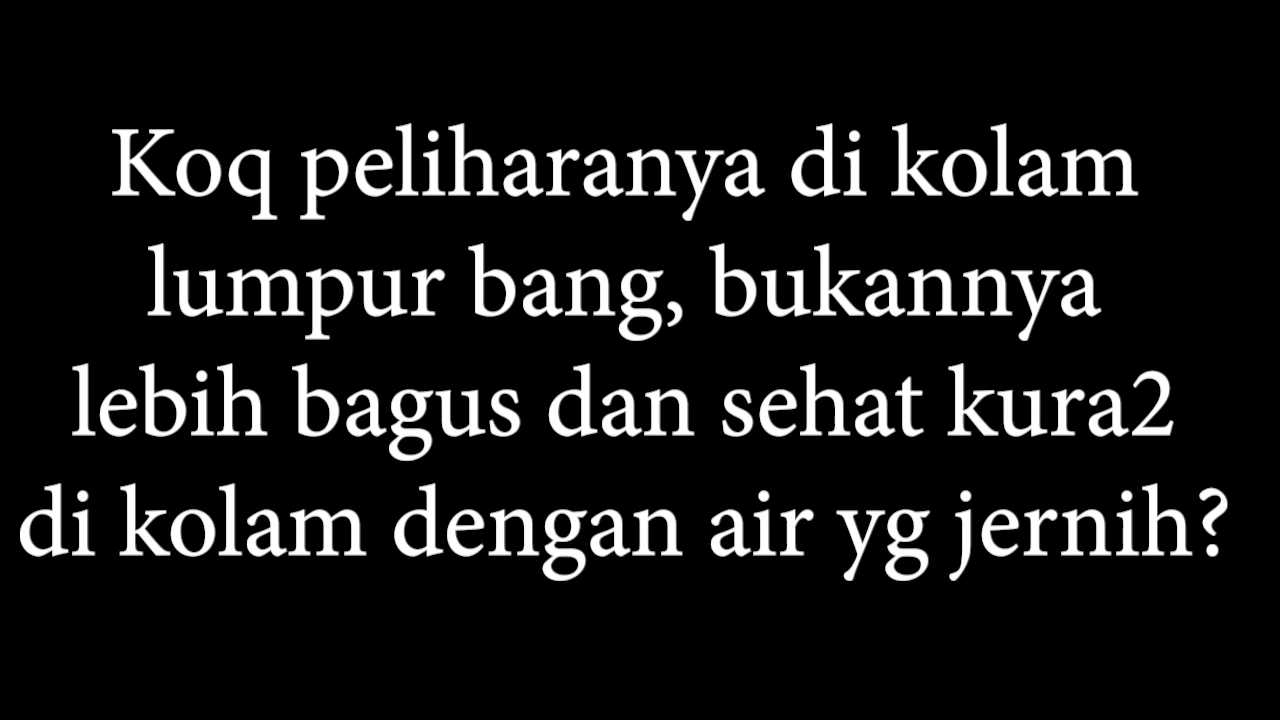 Koq peliharanya di kolam
lumpur bang, bukannya
lebih bagus dan sehat kura2
di kolam dengan air yg jernih?